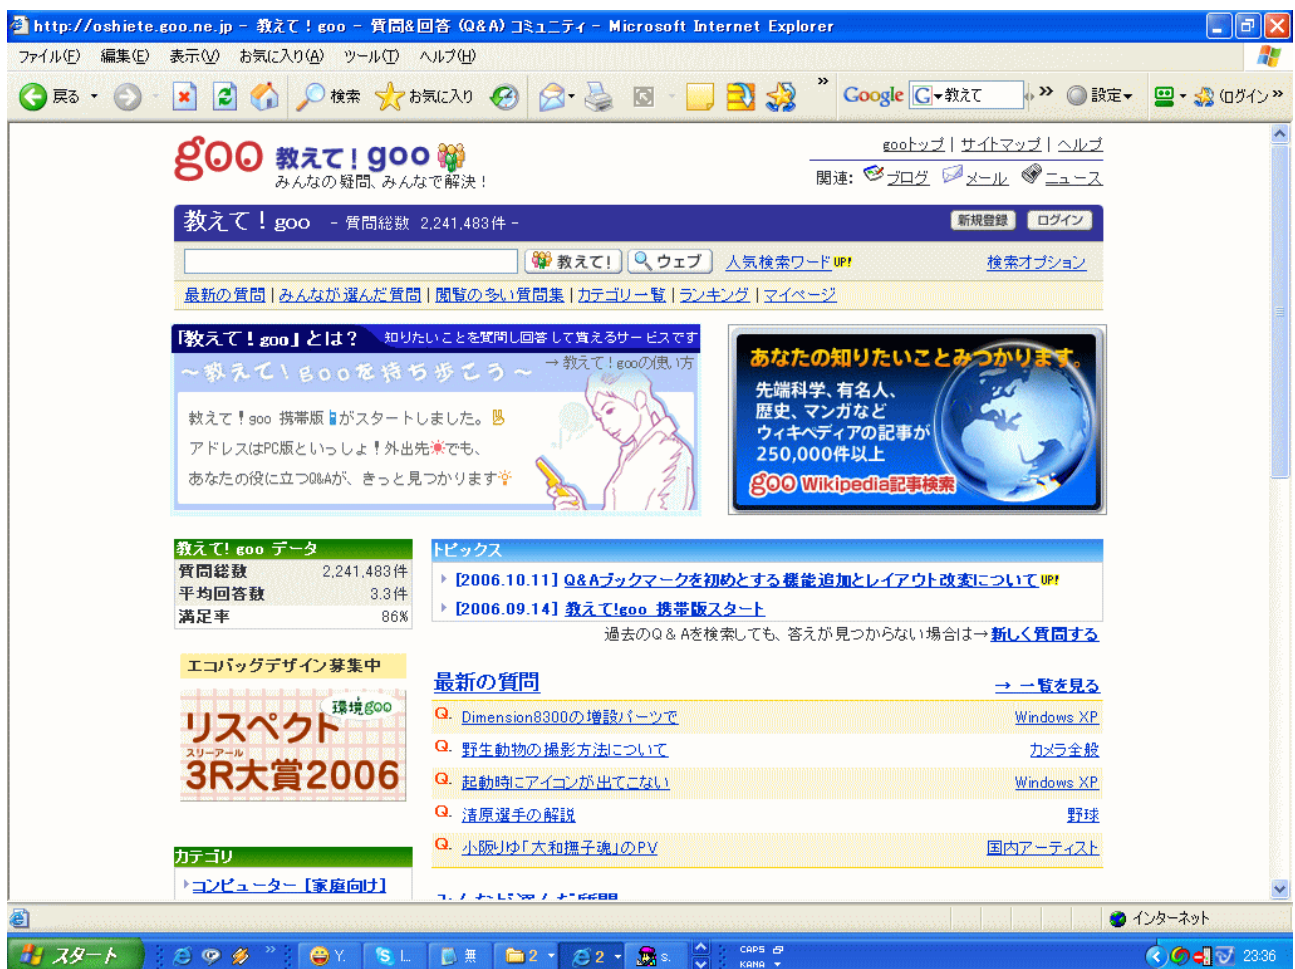 http://oshiete.goo.ne.jp - 教えて！goo - 質問&回答 (Q&A) コミュニティ - Microsoft Internet Explorer
ファイル(F) 編集(E) 表示(V) お気に入り(A) ツール(T) ヘルプ(H)
戻る 検索 お気に入り » Google G 教えて » 設定 (ログイン »
goo 教えて！goo
みんなの疑問、みんなで解決！
gooトップ | サイトマップ | ヘルプ
関連: ブログ メール ニュース
教えて！goo - 質問総数 2,241,483件 -
新規登録 ログイン
教えて! ウェブ 人気検索ワード UP! 検索オプション
最新の質問 | みんなが選んだ質問 | 閲覧の多い質問集 | カテゴリー一覧 | ランキング | マイページ
「教えて！goo」とは？ 知りたいことを質問し回答して貰えるサービスです
→教えて！gooの使い方
～教えて！gooを持ち歩こう～
教えて！goo 携帯版がスタートしました。
アドレスはPC版といっしょ！外出先でも、
あなたの役に立つQ&Aが、きっと見つかります
あなたの知りたいことみつかります。
先端科学、有名人、
歴史、マンガなど
ウィキペディアの記事が
250,000件以上
goo Wikipedia記事検索
教えて! goo データ
質問総数 2,241,483件
平均回答数 3.3件
満足率 86%
トピックス
[2006.10.11] Q&Aブックマークを初めとする機能追加とレイアウト改変について UP!
[2006.09.14] 教えて!goo 携帯版スタート
過去のQ＆Aを検索しても、答えが見つからない場合は→新しく質問する
エコバッグデザイン募集中
環境goo
リスペクト
スリーアール
3R大賞2006
最新の質問
→ 一覧を見る
Q. Dimension8300の増設パーツで Windows XP
Q. 野生動物の撮影方法について カメラ全般
Q. 起動時にアイコンが出てこない Windows XP
Q. 清原選手の解説 野球
Q. 小阪りゆ「大和撫子魂」のPV 国内アーティスト
カテゴリ
コンピューター [家庭向け]
みんなが選んだ質問
インターネット
スタート » Y. L. 無 2 2 s. CAPS KANA 23:36